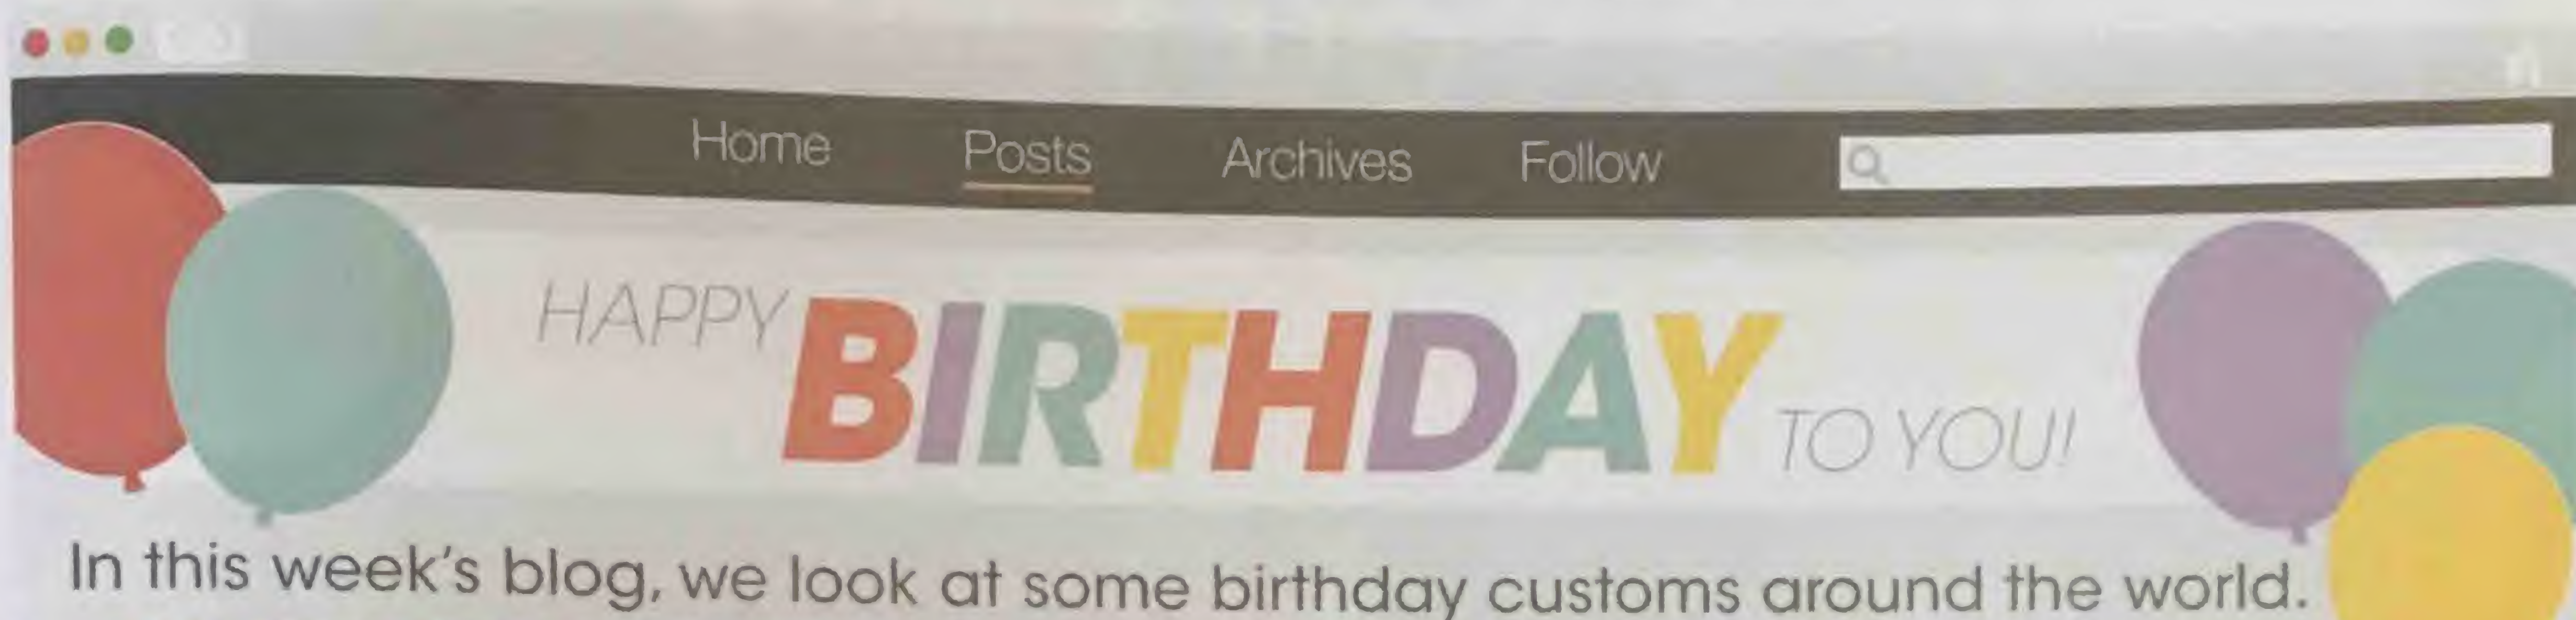 Home Posts Archives Follow
HAPPY BIRTHDAY TO YOU!
In this week's blog, we look at some birthday customs around the world.